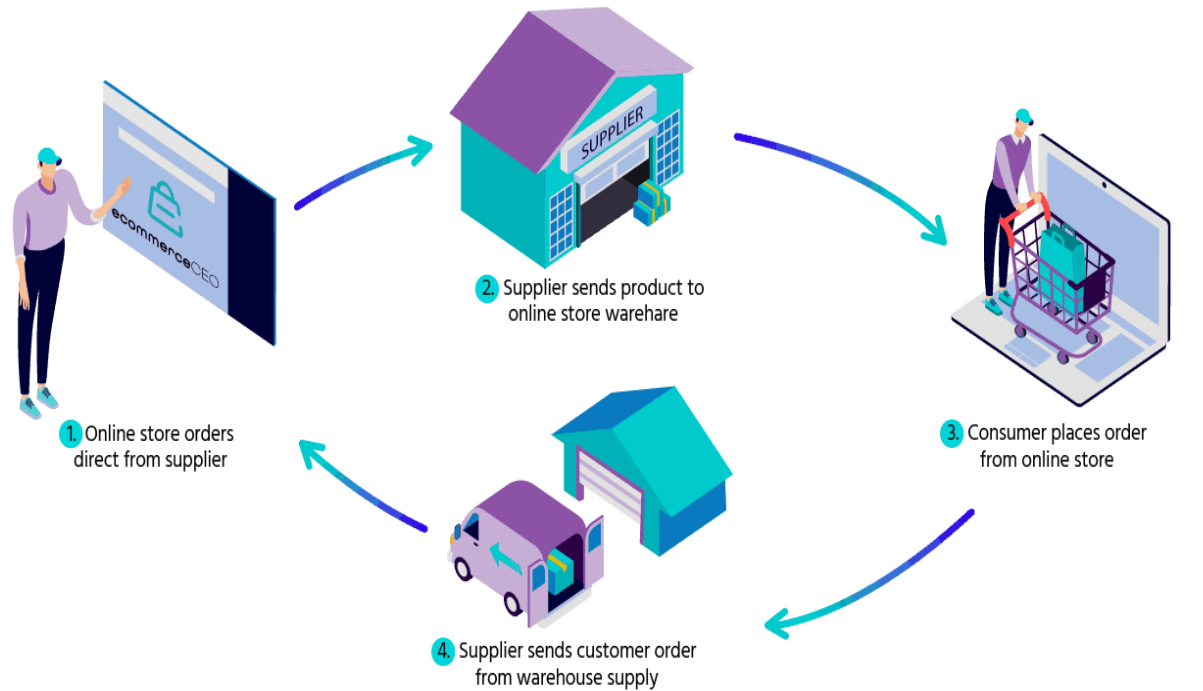 ecommerceCEO
1. Online store orders
direct from supplier
SUPPLIER
2. Supplier sends product to
online store warehare
3. Consumer places order
from online store
4. Supplier sends customer order
from warehouse supply